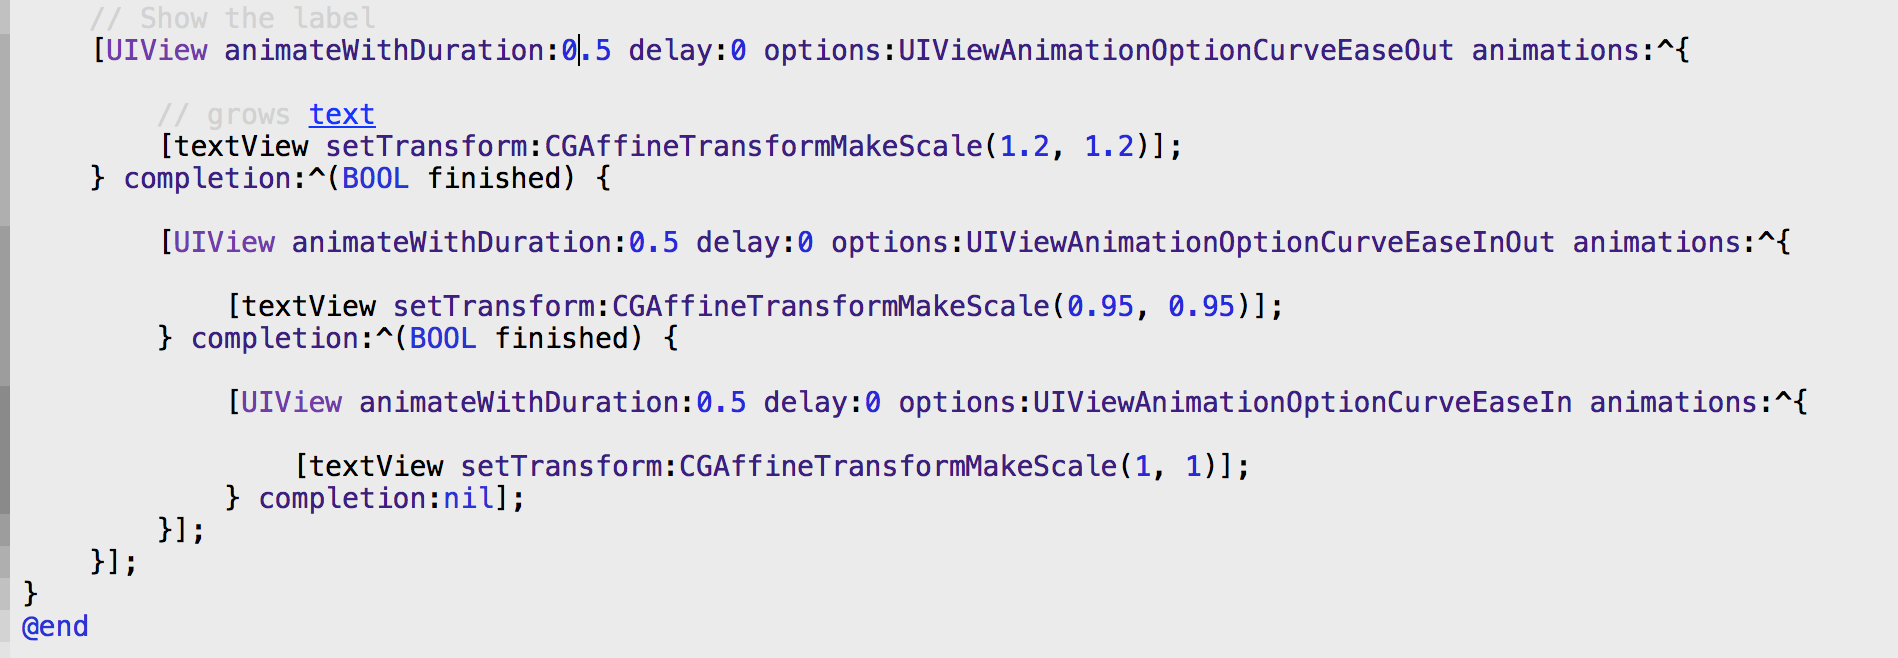 // Show the label
[UIView animateWithDuration:0.5 delay:0 options:UIViewAnimationOptionCurveEaseOut animations:^{
// grows text
[textView setTransform:CGAffineTransformMakeScale(1.2, 1.2)];
} completion:^(BOOL finished) {
[UIView animateWithDuration:0.5 delay:0 options:UIViewAnimationOptionCurveEaseInOut animations:^{
[textView setTransform:CGAffineTransformMakeScale(0.95, 0.95)];
} completion:^(BOOL finished) {
[UIView animateWithDuration:0.5 delay:0 options:UIViewAnimationOptionCurveEaseIn animations:^{
[textView setTransform:CGAffineTransformMakeScale(1, 1)];
} completion:nil];
}];
}];
}
@end